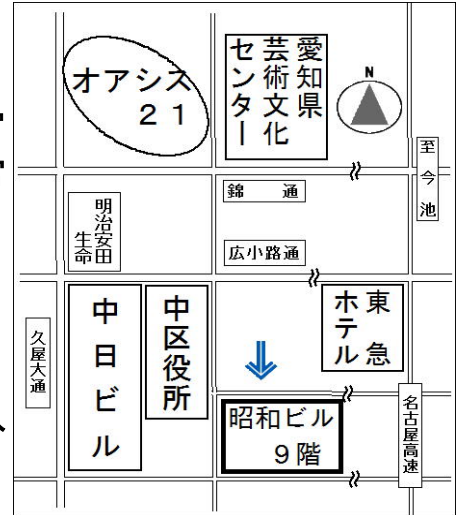 オアシス
２１
愛知県
芸術文化
センター
N
至今池
錦通
明治安田
生命
広小路通
中日ビル
中区役所
東急
ホテル
久屋大通
昭和ビル
９階
名古屋高速